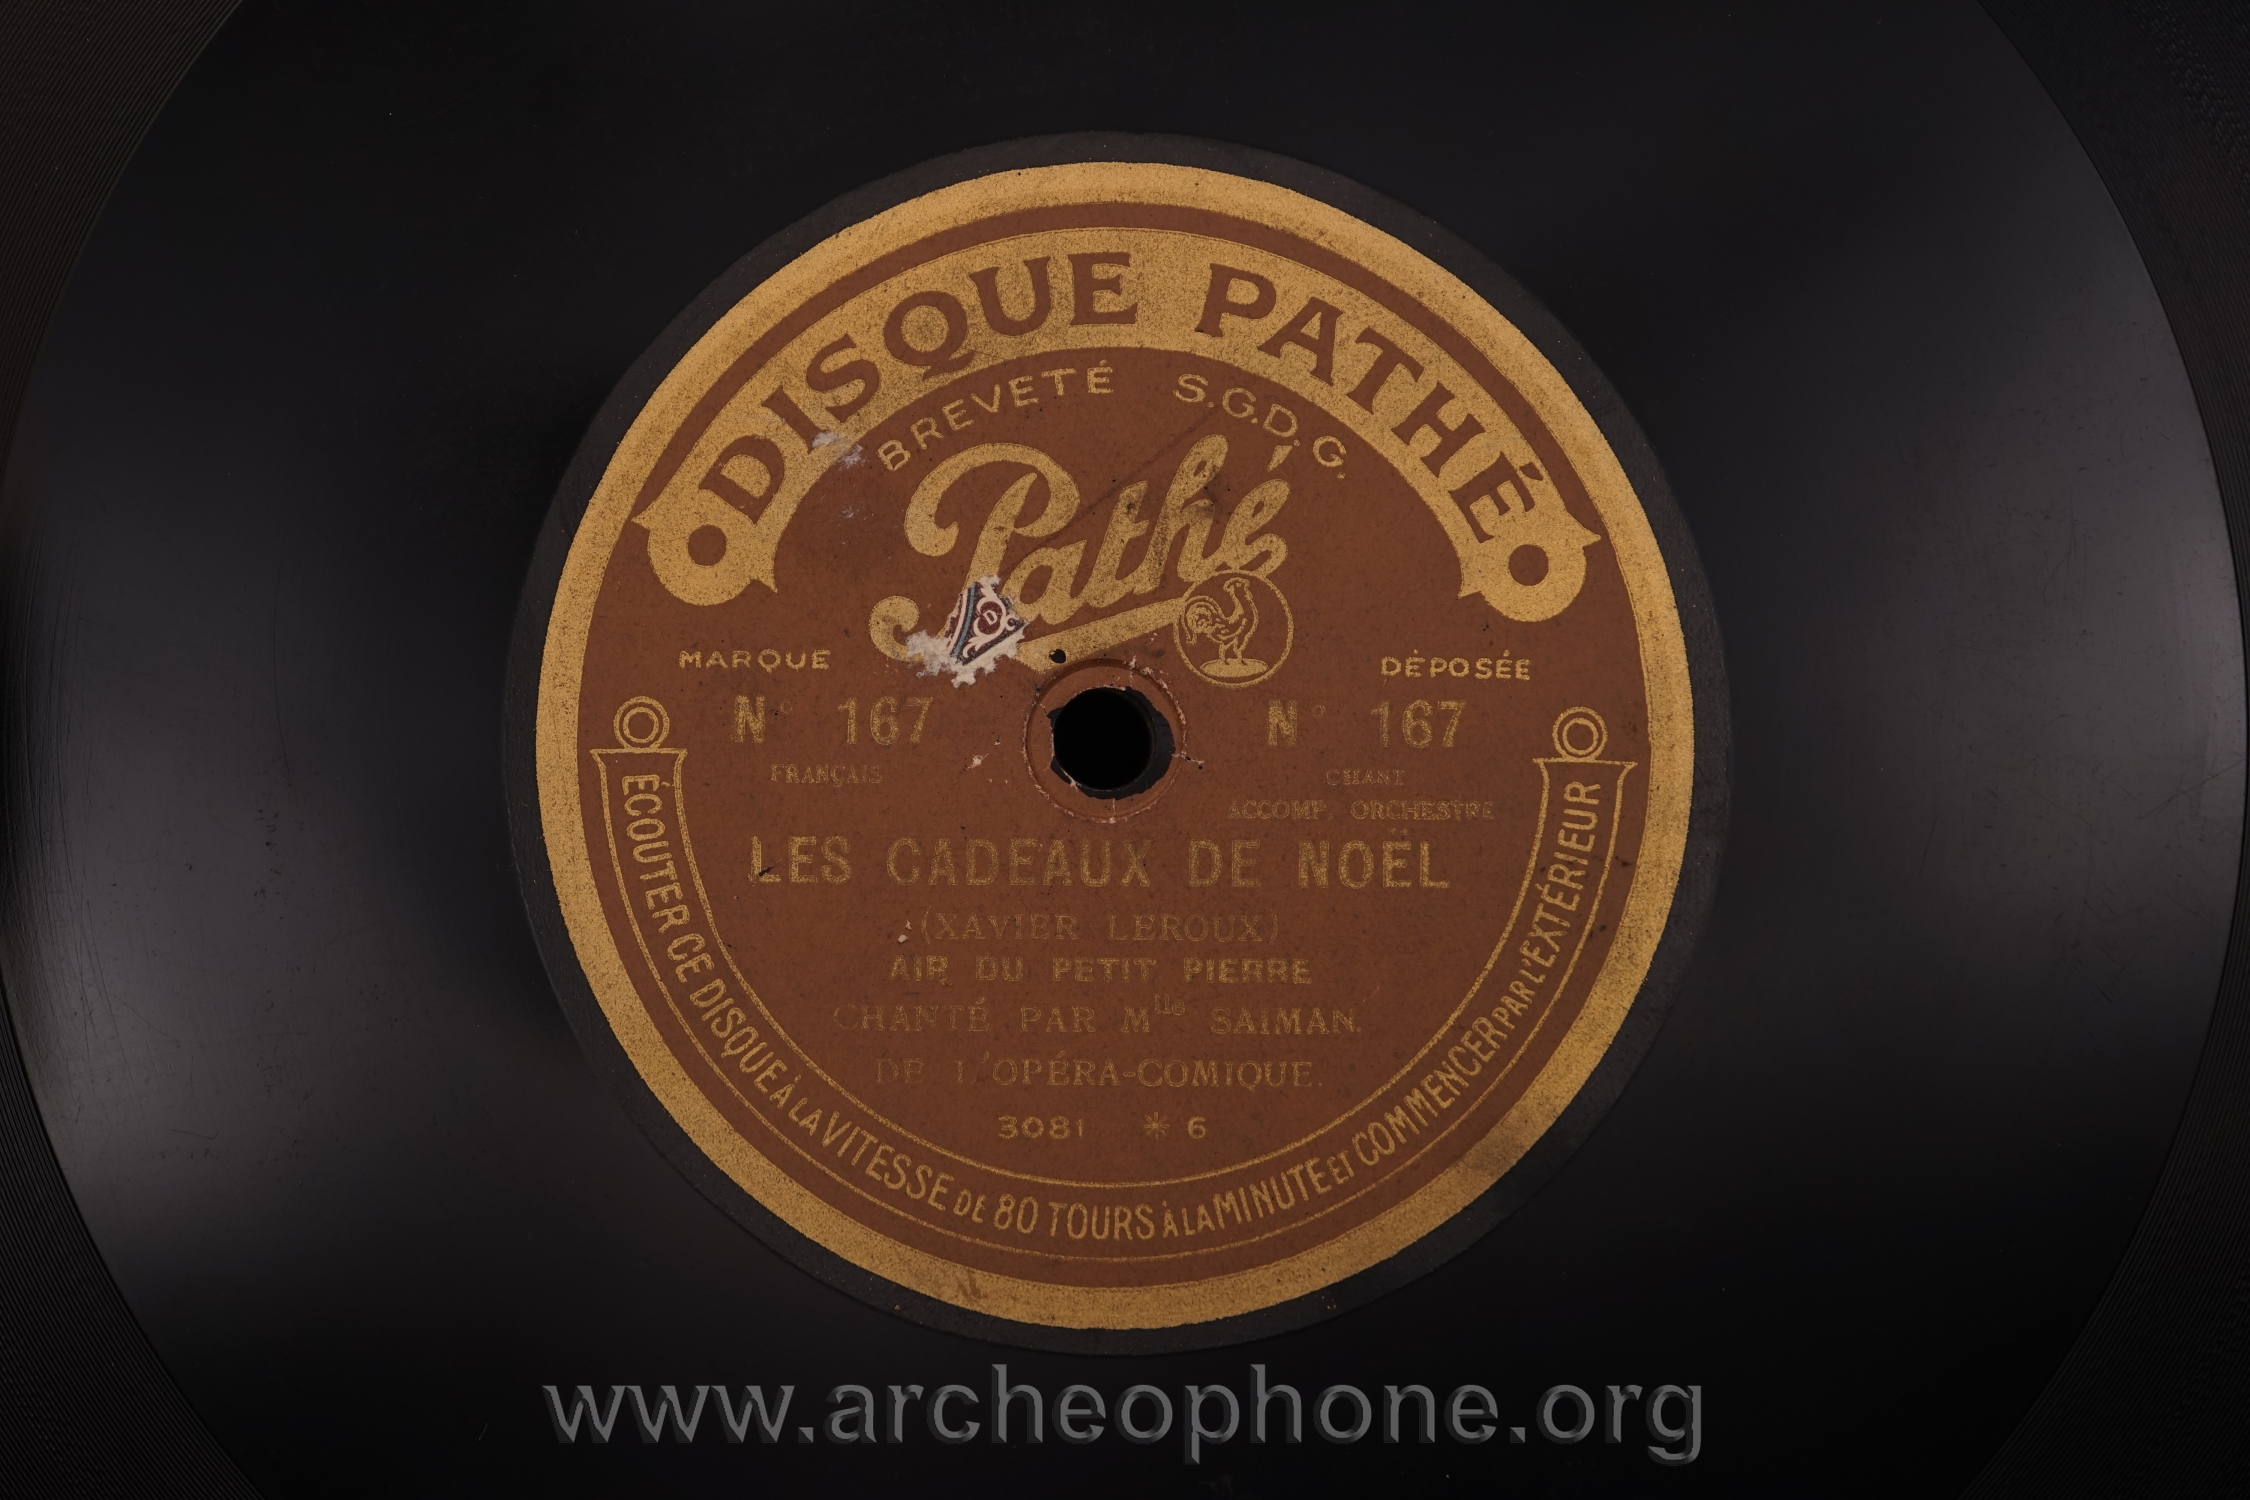 DISQUE PATHÉ
BREVETÉ S.G.D.G.
Pathé
MARQUE DÉPOSÉE
N° 167 N° 167
FRANÇAIS CHANT
ACCOMP. ORCHESTRE
LES CADEAUX DE NOËL
(XAVIER LEROUX)
AIR DU PETIT PIERRE
CHANTÉ PAR Mlle SAIMAN.
DE L'OPÉRA-COMIQUE.
3081 * 6
ÉCOUTER CE DISQUE À LA VITESSE DE 80 TOURS À LA MINUTE ET COMMENCER PAR L'EXTÉRIEUR
www.archeophone.org